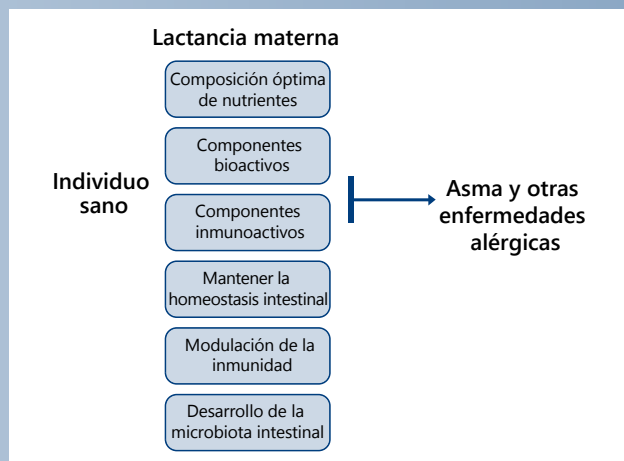 Lactancia materna
Composición óptima
de nutrientes
Componentes
bioactivos
Individuo
sano
Componentes
inmunoactivos
Asma y otras
enfermedades
alérgicas
Mantener la
homeostasis intestinal
Modulación de la
inmunidad
Desarrollo de la
microbiota intestinal